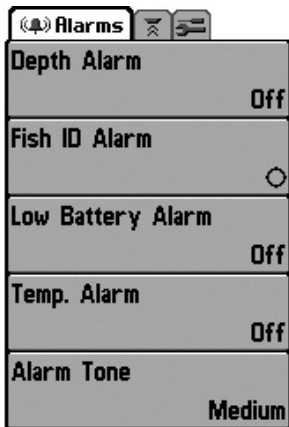 Alarms
Depth Alarm
Off
Fish ID Alarm
Low Battery Alarm
Off
Temp. Alarm
Off
Alarm Tone
Medium